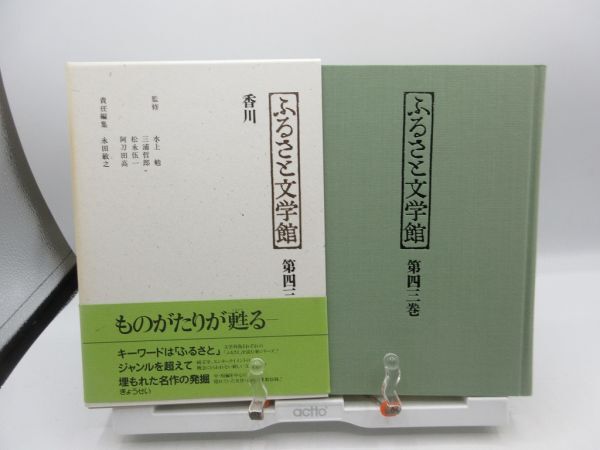 ふるさと文学館
第四三
香川
監修
水上 勉
三浦哲郎
松永伍一
阿刀田高
責任編集 永田敏之
ものがたりが甦る―
キーワードは「ふるさと」
ジャンルを超えて
埋もれた名作の発掘
ぎょうせい
ふるさと文学館
第四三巻
actto